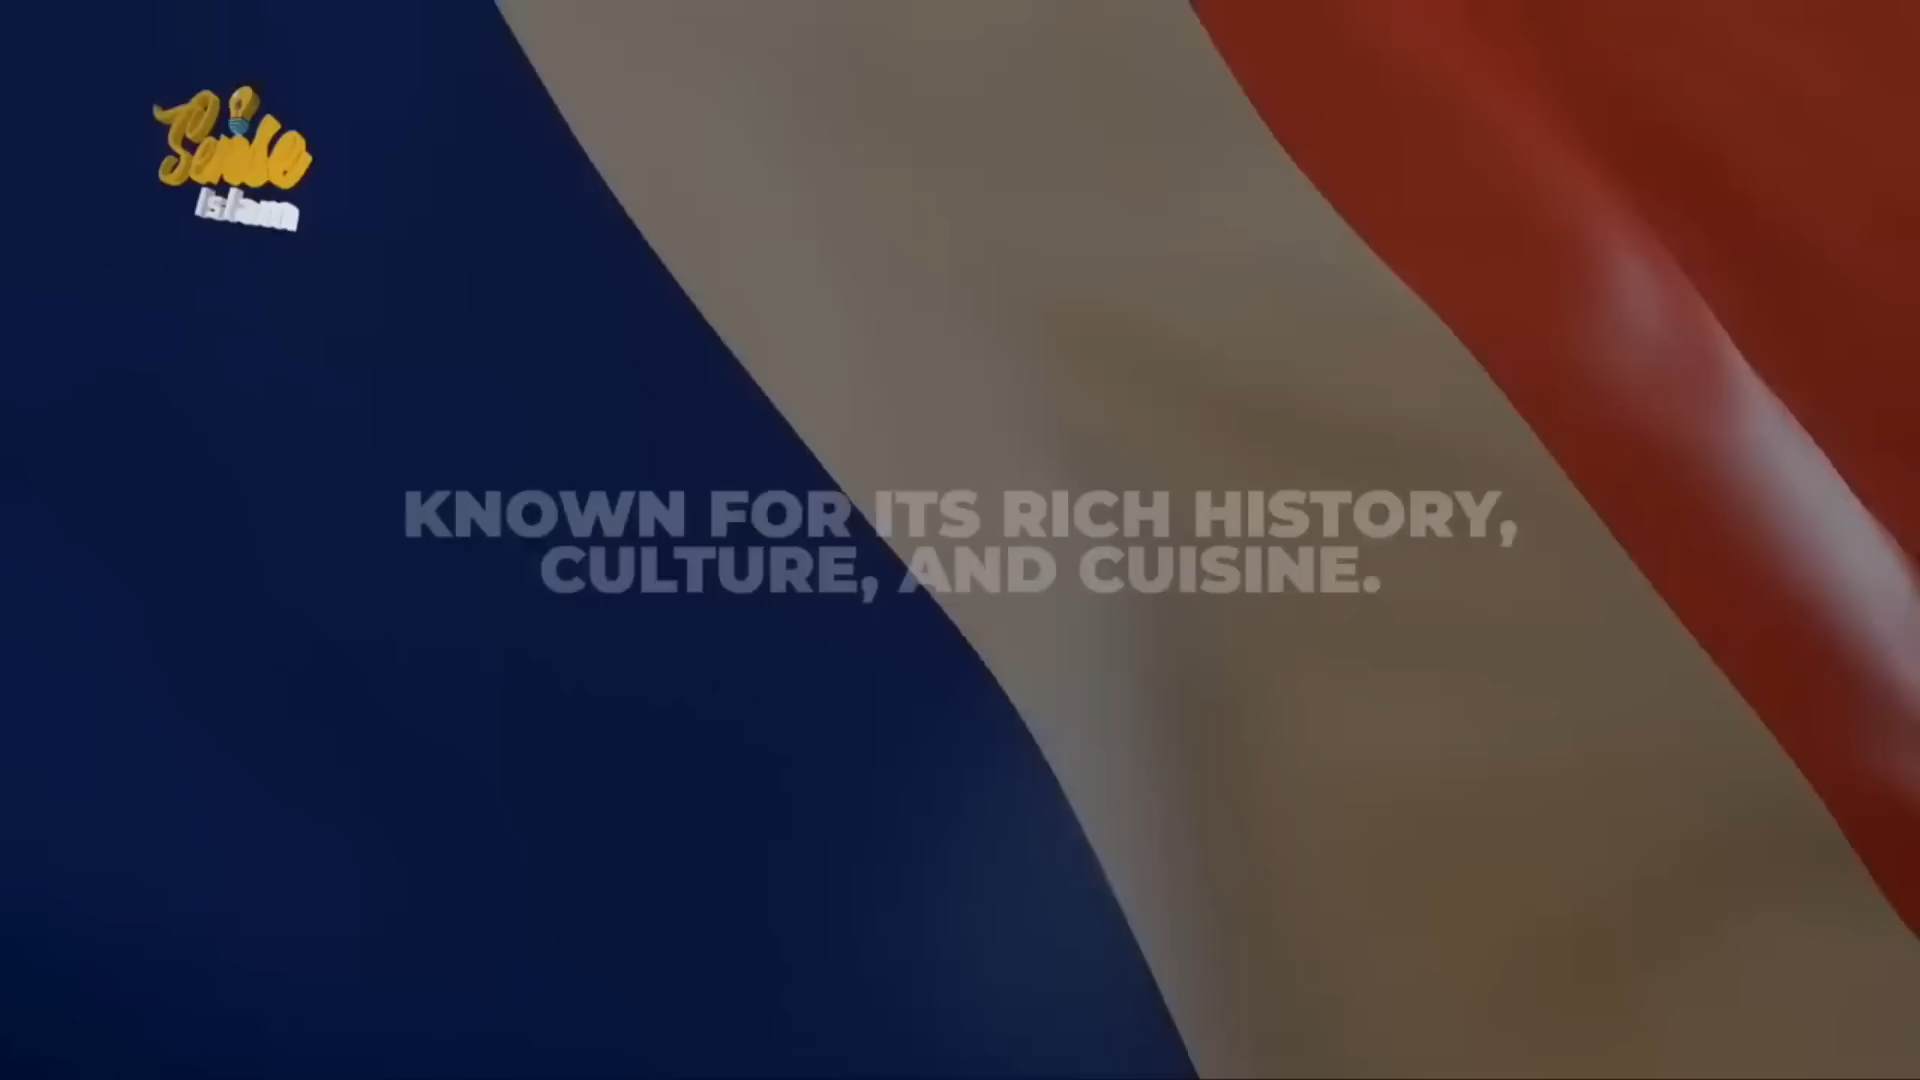 Islam
KNOWN FOR ITS RICH HISTORY,
CULTURE, AND CUISINE.